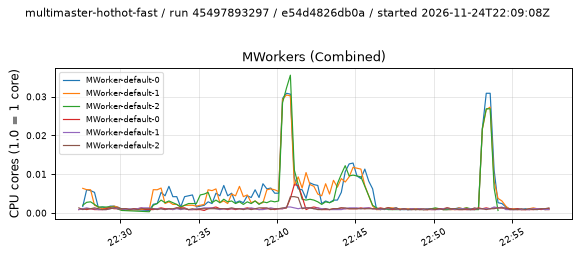 multimaster-hothot-fast / run 45497893297 / e54d4826db0a / started 2026-11-24T22:09:08Z
MWorkers (Combined)
CPU cores (1.0 = 1 core)
0.03
0.02
0.01
0.00
MWorker-default-0
MWorker-default-1
MWorker-default-2
MWorker-default-0
MWorker-default-1
MWorker-default-2
22:30
22:35
22:40
22:45
22:50
22:55